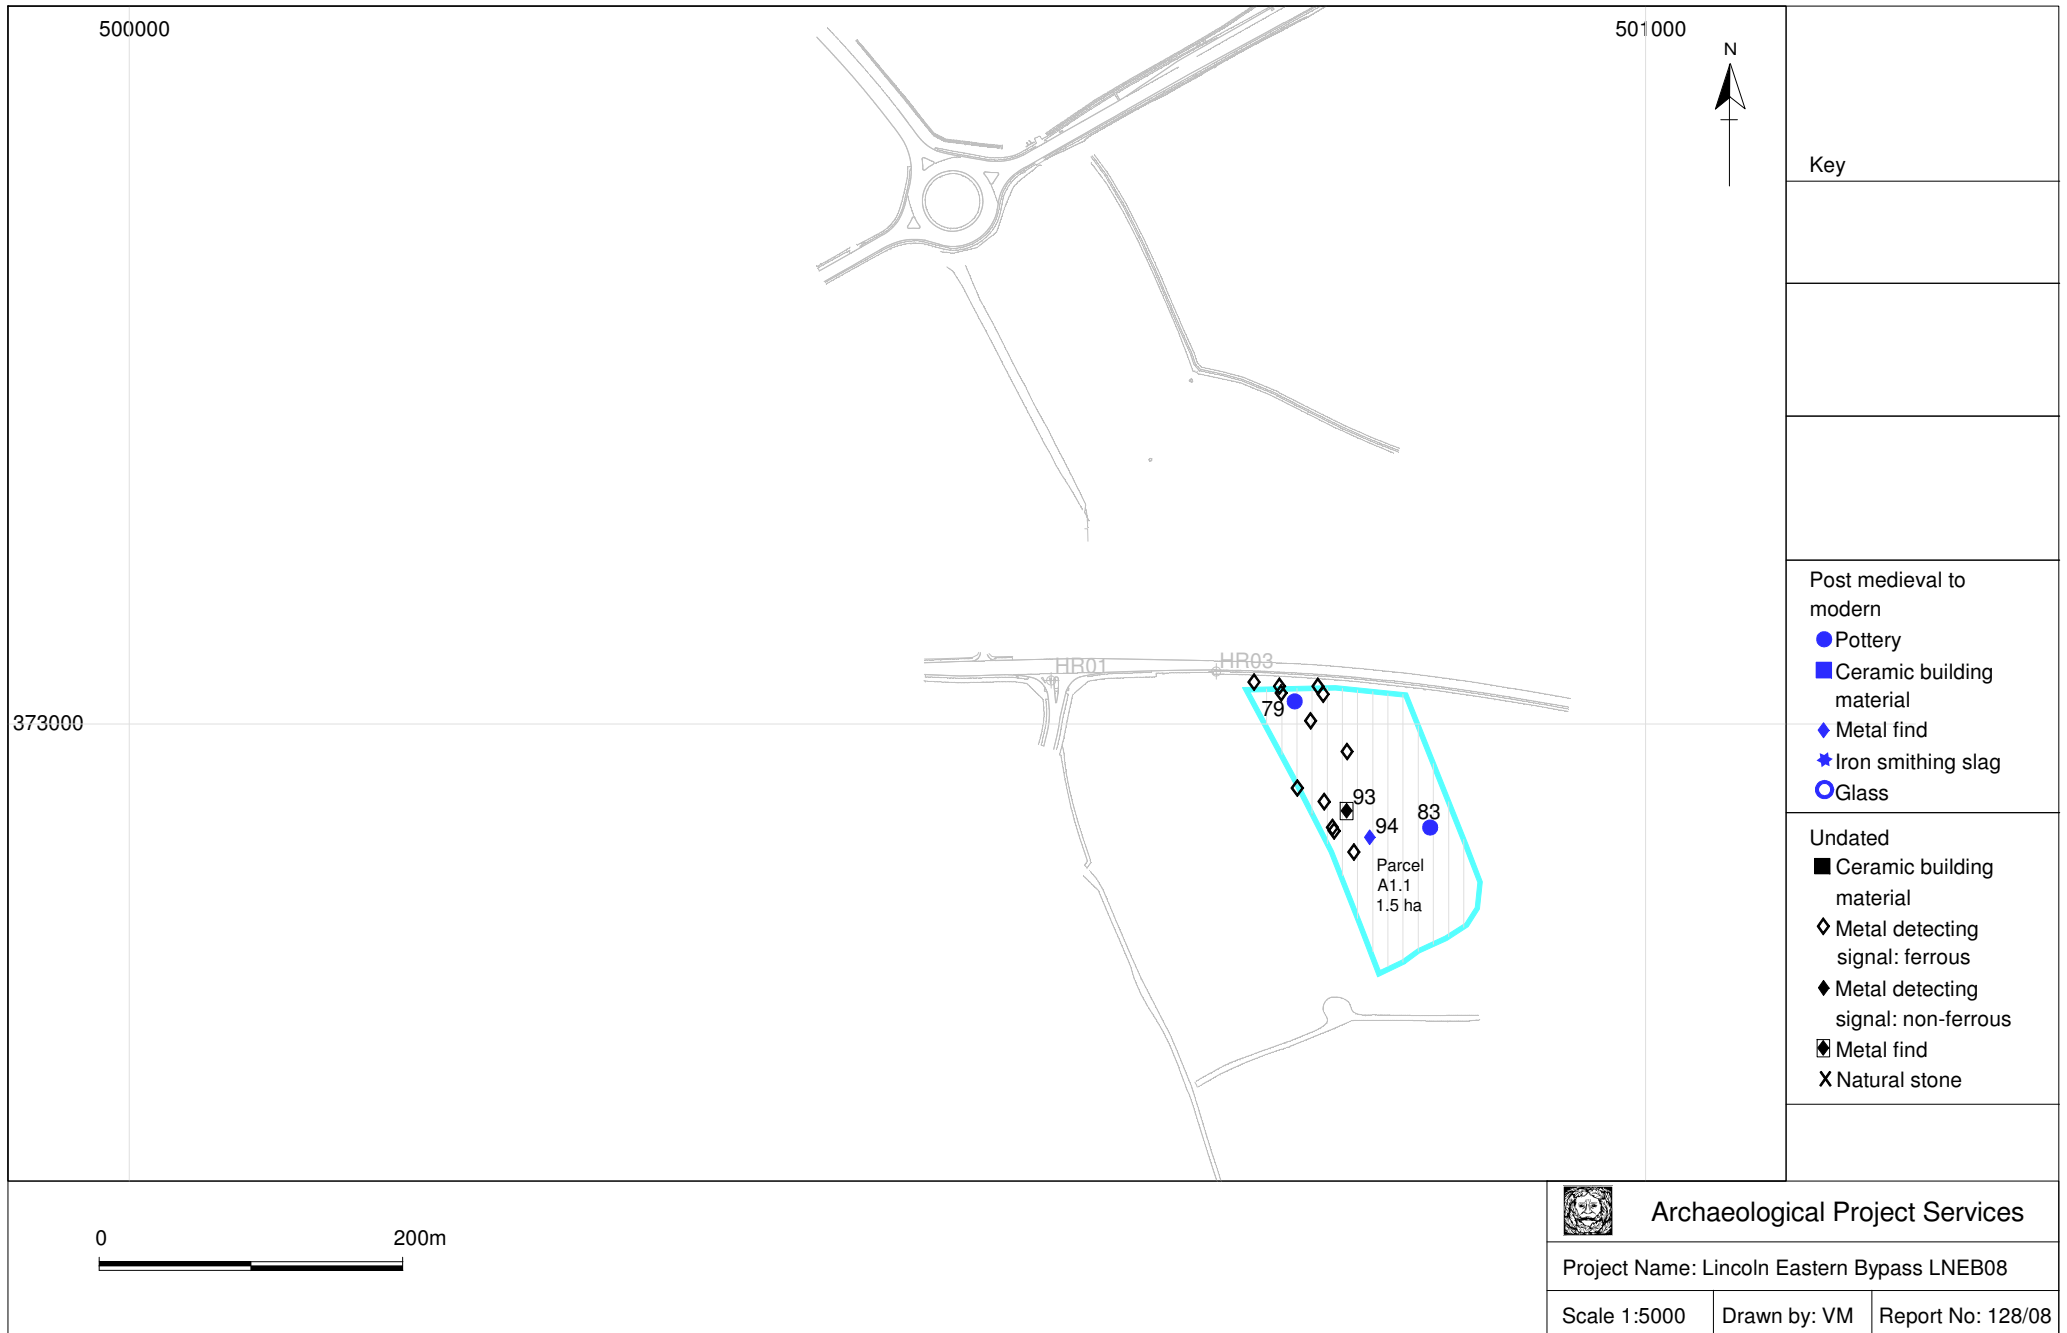 500000
501000
N
Key
HR01
HR03
373000
79
93
94
83
Parcel
A1.1
1.5 ha
Post medieval to
modern
Pottery
Ceramic building
material
Metal find
Iron smithing slag
Glass
Undated
Ceramic building
material
Metal detecting
signal: ferrous
Metal detecting
signal: non-ferrous
Metal find
Natural stone
0
200m
Archaeological Project Services
Project Name: Lincoln Eastern Bypass LNEB08
Scale 1:5000
Drawn by: VM
Report No: 128/08